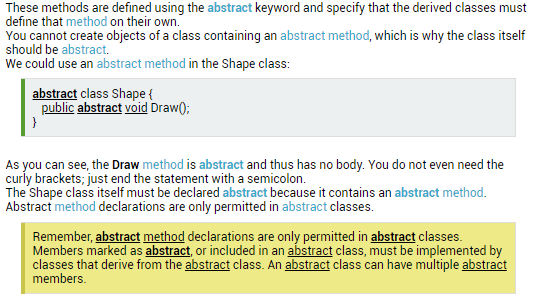 These methods are defined using the abstract keyword and specify that the derived classes must
define that method on their own.
You cannot create objects of a class containing an abstract method, which is why the class itself
should be abstract.
We could use an abstract method in the Shape class:
abstract class Shape {
public abstract void Draw();
}
As you can see, the Draw method is abstract and thus has no body. You do not even need the
curly brackets; just end the statement with a semicolon.
The Shape class itself must be declared abstract because it contains an abstract method.
Abstract method declarations are only permitted in abstract classes.
Remember, abstract method declarations are only permitted in abstract classes.
Members marked as abstract, or included in an abstract class, must be implemented by
classes that derive from the abstract class. An abstract class can have multiple abstract
members.